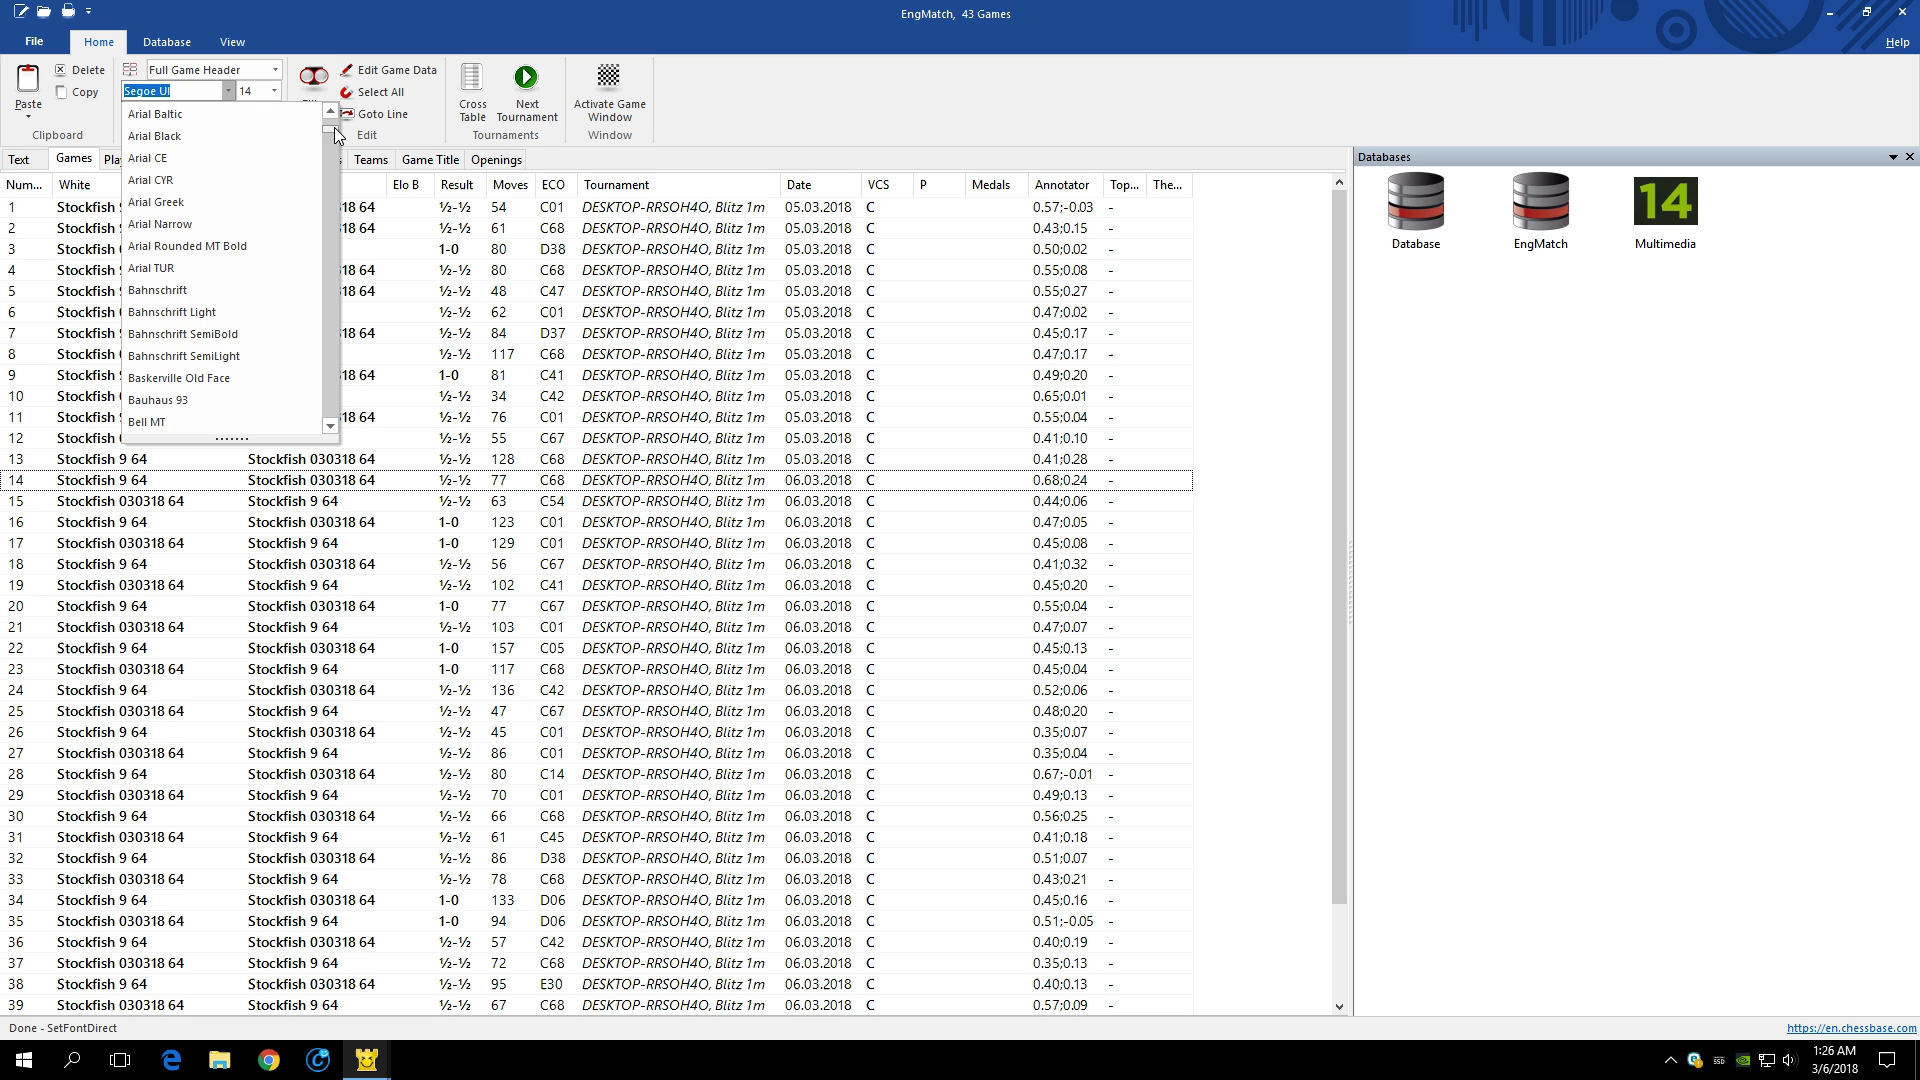 EngMatch, 43 Games
File Home Database View Help
Paste
Delete
Copy
Clipboard
Full Game Header
Segoe UI 14
Edit Game Data
Select All
Goto Line
Edit
Cross Table
Next Tournament
Tournaments
Activate Game Window
Window
Arial Baltic
Arial Black
Arial CE
Arial CYR
Arial Greek
Arial Narrow
Arial Rounded MT Bold
Arial TUR
Bahnschrift
Bahnschrift Light
Bahnschrift SemiBold
Bahnschrift SemiLight
Baskerville Old Face
Bauhaus 93
Bell MT
Text Games Teams Game Title Openings
Databases
Database EngMatch Multimedia
14
Num... White Elo B Result Moves ECO Tournament Date VCS P Medals Annotator Top... The...
1 Stockfish 18 64 ½-½ 54 C01 DESKTOP-RRSOH4O, Blitz 1m 05.03.2018 C 0.57;-0.03 -
2 Stockfish ½-½ 61 C68 DESKTOP-RRSOH4O, Blitz 1m 05.03.2018 C 0.43;0.15 -
3 Stockfish 1-0 80 D38 DESKTOP-RRSOH4O, Blitz 1m 05.03.2018 C 0.50;0.02 -
4 Stockfish 18 64 ½-½ 80 C68 DESKTOP-RRSOH4O, Blitz 1m 05.03.2018 C 0.55;0.08 -
5 Stockfish 18 64 ½-½ 48 C47 DESKTOP-RRSOH4O, Blitz 1m 05.03.2018 C 0.55;0.27 -
6 Stockfish ½-½ 62 C01 DESKTOP-RRSOH4O, Blitz 1m 05.03.2018 C 0.47;0.02 -
7 Stockfish 18 64 ½-½ 84 D37 DESKTOP-RRSOH4O, Blitz 1m 05.03.2018 C 0.45;0.17 -
8 Stockfish ½-½ 117 C68 DESKTOP-RRSOH4O, Blitz 1m 05.03.2018 C 0.47;0.17 -
9 Stockfish 18 64 1-0 81 C41 DESKTOP-RRSOH4O, Blitz 1m 05.03.2018 C 0.49;0.20 -
10 Stockfish ½-½ 34 C42 DESKTOP-RRSOH4O, Blitz 1m 05.03.2018 C 0.65;0.01 -
11 Stockfish 18 64 ½-½ 76 C01 DESKTOP-RRSOH4O, Blitz 1m 05.03.2018 C 0.55;0.04 -
12 Stockfish ½-½ 55 C67 DESKTOP-RRSOH4O, Blitz 1m 05.03.2018 C 0.41;0.10 -
13 Stockfish 9 64 Stockfish 030318 64 ½-½ 128 C68 DESKTOP-RRSOH4O, Blitz 1m 05.03.2018 C 0.41;0.28 -
14 Stockfish 9 64 Stockfish 030318 64 ½-½ 77 C68 DESKTOP-RRSOH4O, Blitz 1m 06.03.2018 C 0.68;0.24 -
15 Stockfish 030318 64 Stockfish 9 64 ½-½ 63 C54 DESKTOP-RRSOH4O, Blitz 1m 06.03.2018 C 0.44;0.06 -
16 Stockfish 9 64 Stockfish 030318 64 1-0 123 C01 DESKTOP-RRSOH4O, Blitz 1m 06.03.2018 C 0.47;0.05 -
17 Stockfish 030318 64 Stockfish 9 64 1-0 129 C01 DESKTOP-RRSOH4O, Blitz 1m 06.03.2018 C 0.45;0.08 -
18 Stockfish 9 64 Stockfish 030318 64 ½-½ 56 C67 DESKTOP-RRSOH4O, Blitz 1m 06.03.2018 C 0.41;0.32 -
19 Stockfish 030318 64 Stockfish 9 64 ½-½ 102 C41 DESKTOP-RRSOH4O, Blitz 1m 06.03.2018 C 0.45;0.20 -
20 Stockfish 9 64 Stockfish 030318 64 1-0 77 C67 DESKTOP-RRSOH4O, Blitz 1m 06.03.2018 C 0.55;0.04 -
21 Stockfish 030318 64 Stockfish 9 64 ½-½ 103 C01 DESKTOP-RRSOH4O, Blitz 1m 06.03.2018 C 0.47;0.07 -
22 Stockfish 9 64 Stockfish 030318 64 1-0 157 C05 DESKTOP-RRSOH4O, Blitz 1m 06.03.2018 C 0.45;0.13 -
23 Stockfish 030318 64 Stockfish 9 64 1-0 117 C68 DESKTOP-RRSOH4O, Blitz 1m 06.03.2018 C 0.45;0.04 -
24 Stockfish 9 64 Stockfish 030318 64 ½-½ 136 C42 DESKTOP-RRSOH4O, Blitz 1m 06.03.2018 C 0.52;0.06 -
25 Stockfish 030318 64 Stockfish 9 64 ½-½ 47 C67 DESKTOP-RRSOH4O, Blitz 1m 06.03.2018 C 0.48;0.20 -
26 Stockfish 9 64 Stockfish 030318 64 ½-½ 45 C01 DESKTOP-RRSOH4O, Blitz 1m 06.03.2018 C 0.35;0.07 -
27 Stockfish 030318 64 Stockfish 9 64 ½-½ 86 C01 DESKTOP-RRSOH4O, Blitz 1m 06.03.2018 C 0.35;0.04 -
28 Stockfish 9 64 Stockfish 030318 64 ½-½ 80 C14 DESKTOP-RRSOH4O, Blitz 1m 06.03.2018 C 0.67;-0.01 -
29 Stockfish 030318 64 Stockfish 9 64 ½-½ 70 C01 DESKTOP-RRSOH4O, Blitz 1m 06.03.2018 C 0.49;0.13 -
30 Stockfish 9 64 Stockfish 030318 64 ½-½ 66 C68 DESKTOP-RRSOH4O, Blitz 1m 06.03.2018 C 0.56;0.25 -
31 Stockfish 030318 64 Stockfish 9 64 ½-½ 61 C45 DESKTOP-RRSOH4O, Blitz 1m 06.03.2018 C 0.41;0.18 -
32 Stockfish 9 64 Stockfish 030318 64 ½-½ 86 D38 DESKTOP-RRSOH4O, Blitz 1m 06.03.2018 C 0.51;0.07 -
33 Stockfish 030318 64 Stockfish 9 64 ½-½ 78 C68 DESKTOP-RRSOH4O, Blitz 1m 06.03.2018 C 0.43;0.21 -
34 Stockfish 9 64 Stockfish 030318 64 1-0 133 D06 DESKTOP-RRSOH4O, Blitz 1m 06.03.2018 C 0.45;0.16 -
35 Stockfish 030318 64 Stockfish 9 64 1-0 94 D06 DESKTOP-RRSOH4O, Blitz 1m 06.03.2018 C 0.51;-0.05 -
36 Stockfish 9 64 Stockfish 030318 64 ½-½ 57 C42 DESKTOP-RRSOH4O, Blitz 1m 06.03.2018 C 0.40;0.19 -
37 Stockfish 030318 64 Stockfish 9 64 ½-½ 72 C68 DESKTOP-RRSOH4O, Blitz 1m 06.03.2018 C 0.35;0.13 -
38 Stockfish 9 64 Stockfish 030318 64 ½-½ 95 E30 DESKTOP-RRSOH4O, Blitz 1m 06.03.2018 C 0.40;0.13 -
39 Stockfish 030318 64 Stockfish 9 64 ½-½ 67 C68 DESKTOP-RRSOH4O, Blitz 1m 06.03.2018 C 0.57;0.09 -
Done - SetFontDirect https://en.chessbase.com
1:26 AM
3/6/2018